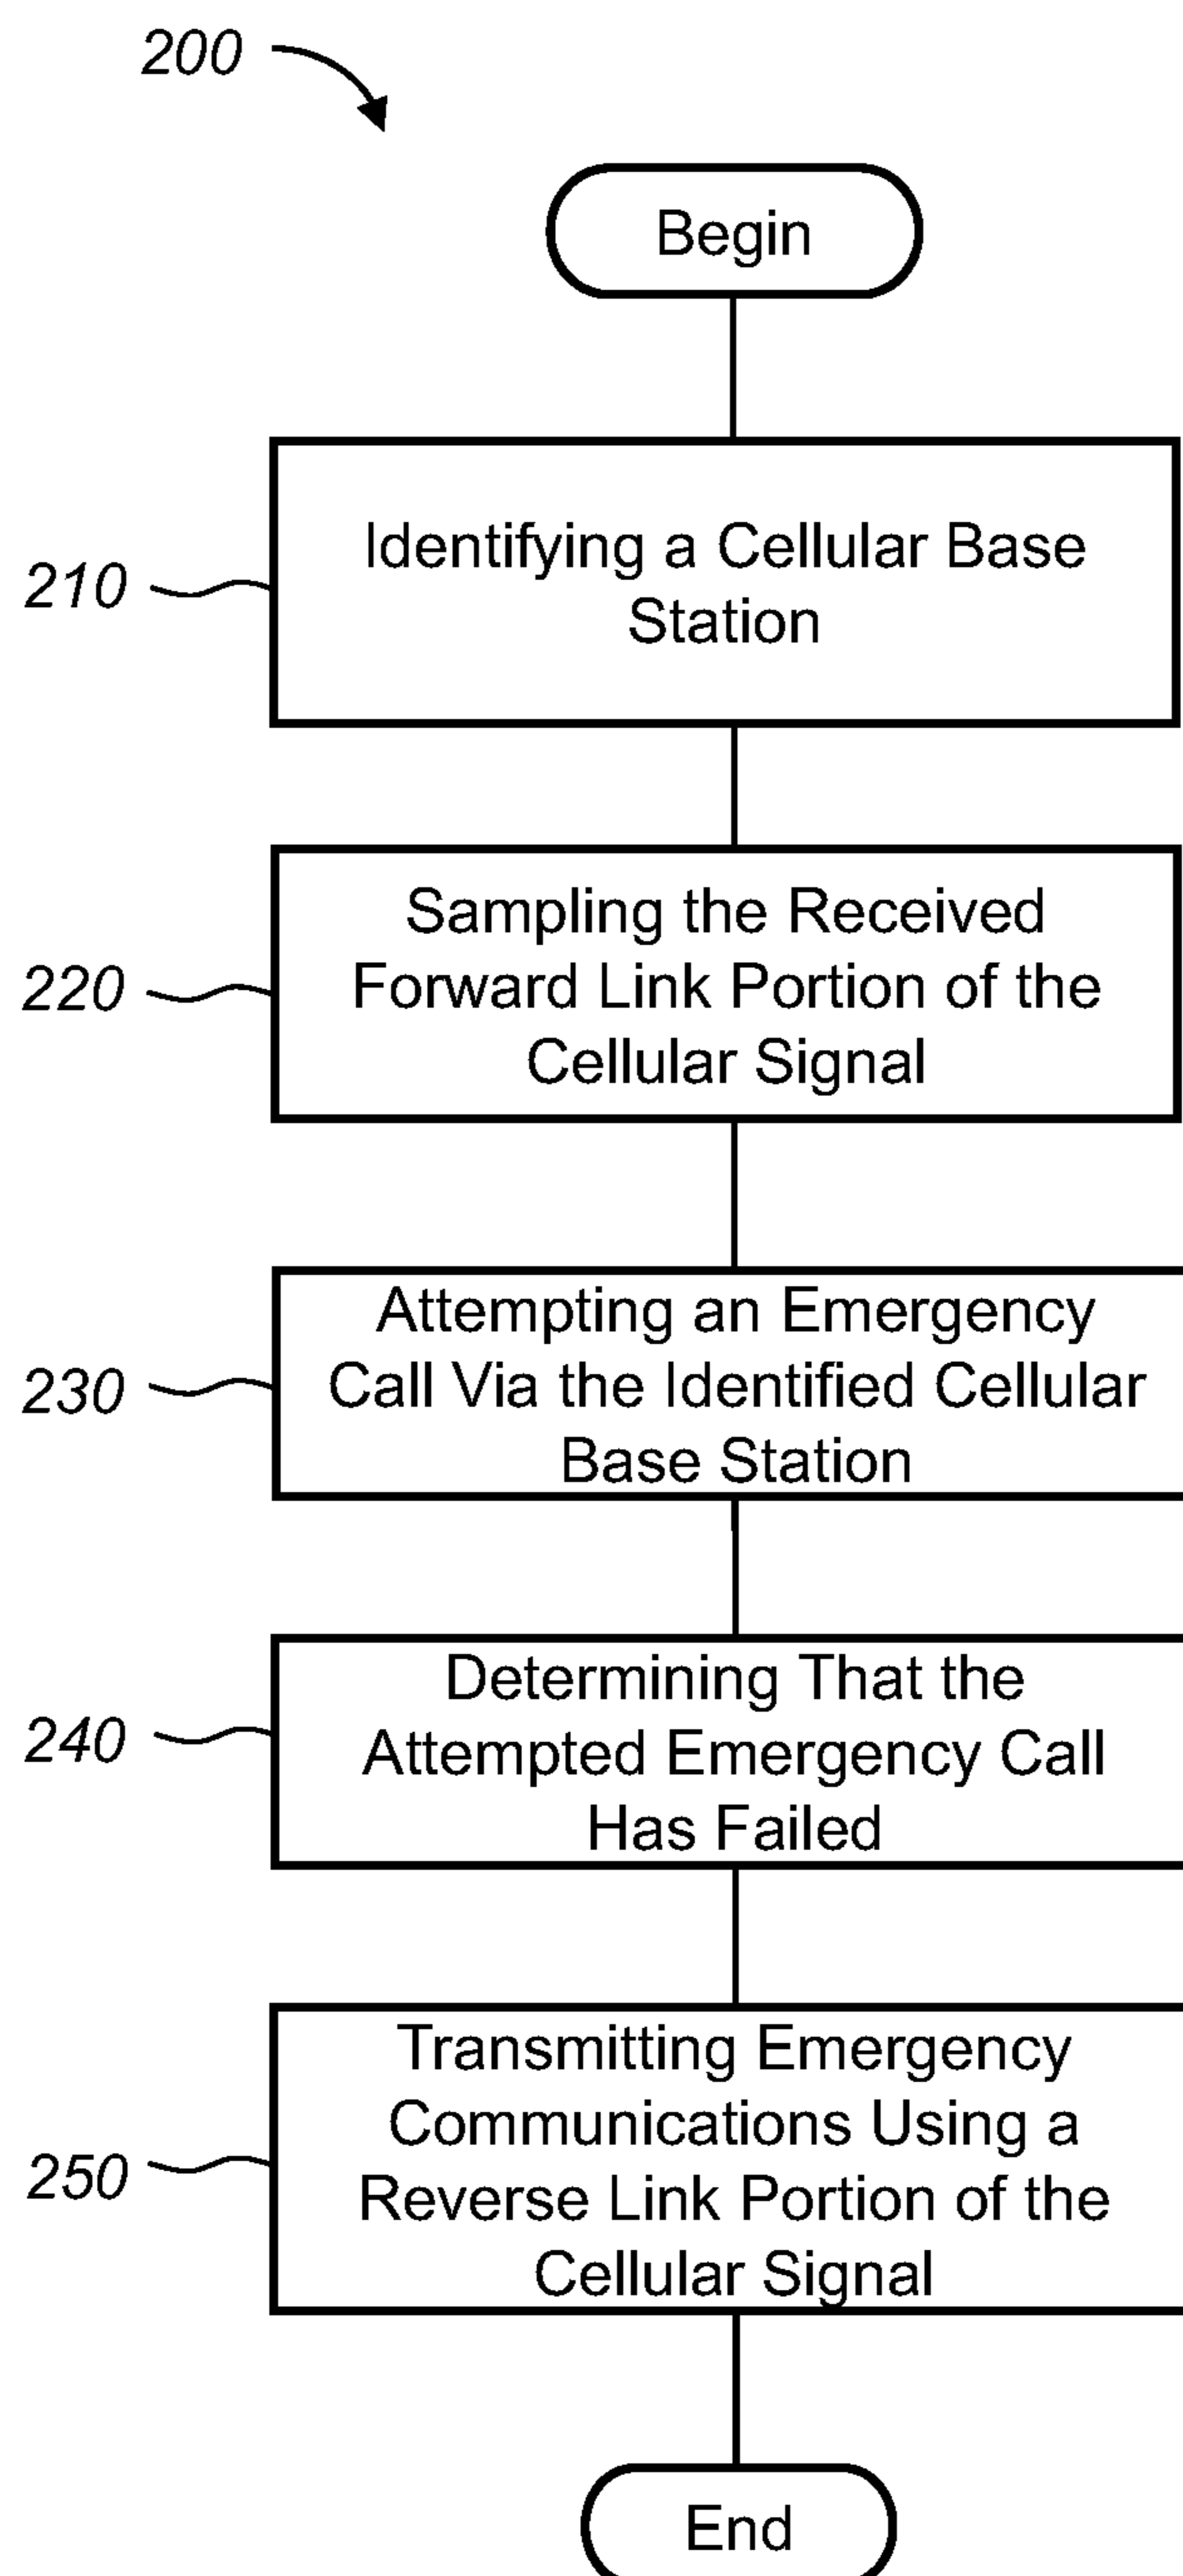 200
Begin
210
Identifying a Cellular Base
Station
220
Sampling the Received
Forward Link Portion of the
Cellular Signal
230
Attempting an Emergency
Call Via the Identified Cellular
Base Station
240
Determining That the
Attempted Emergency Call
Has Failed
250
Transmitting Emergency
Communications Using a
Reverse Link Portion of the
Cellular Signal
End